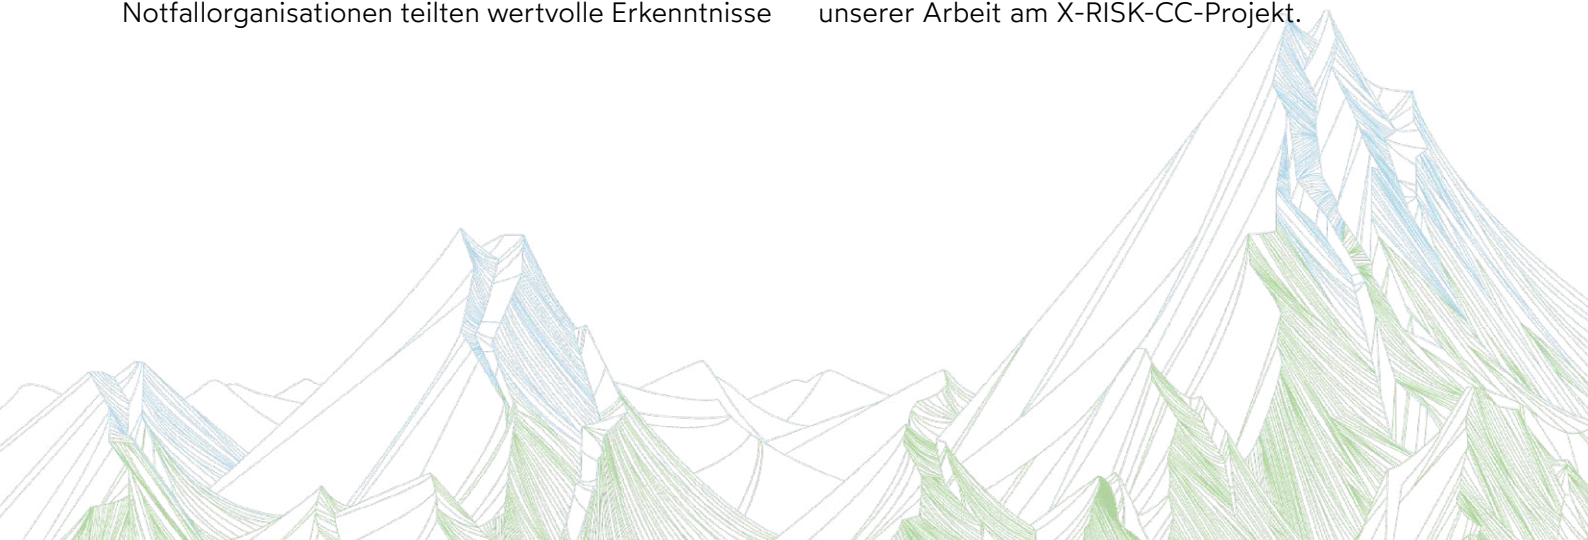 Notfallorganisationen teilten wertvolle Erkenntnisse
unserer Arbeit am X-RISK-CC-Projekt.